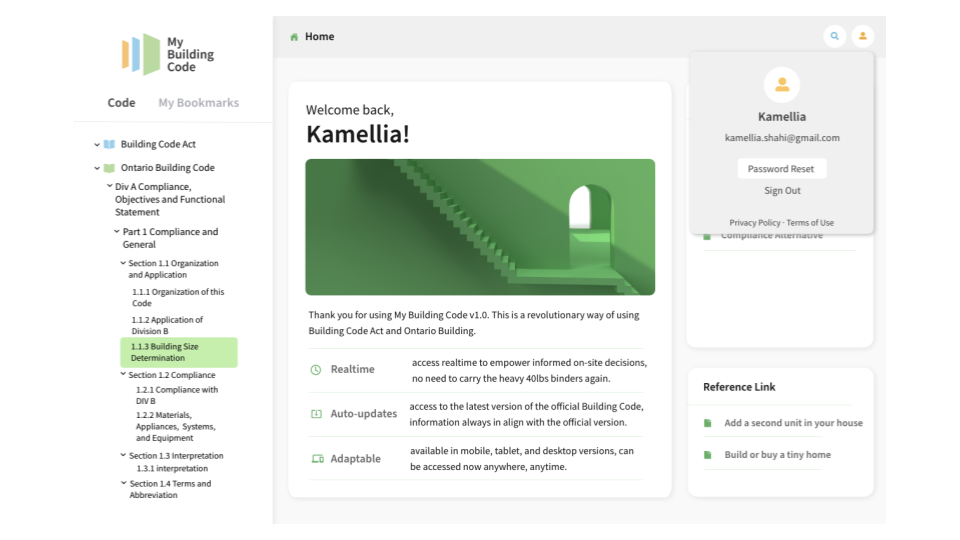 My
Building
Code
Code
My Bookmarks
Building Code Act
Ontario Building Code
Div A Compliance,
Objectives and Functional
Statement
Part 1 Compliance and
General
Section 1.1 Organization
and Application
1.1.1 Organization of this
Code
1.1.2 Application of
Division B
1.1.3 Building Size
Determination
Section 1.2 Compliance
1.2.1 Compliance with
DIV B
1.2.2 Materials,
Appliances, Systems,
and Equipment
Section 1.3 Interpretation
1.3.1 interpretation
Section 1.4 Terms and
Abbreviation
Home
Welcome back,
Kamellia!
Thank you for using My Building Code v1.0. This is a revolutionary way of using
Building Code Act and Ontario Building.
Realtime
access realtime to empower informed on-site decisions,
no need to carry the heavy 40lbs binders again.
Auto-updates
access to the latest version of the official Building Code,
information always in align with the official version.
Adaptable
available in mobile, tablet, and desktop versions, can
be accessed now anywhere, anytime.
Kamellia
kamellia.shahi@gmail.com
Password Reset
Sign Out
Privacy Policy - Terms of Use
Compliance Alternative
Reference Link
Add a second unit in your house
Build or buy a tiny home